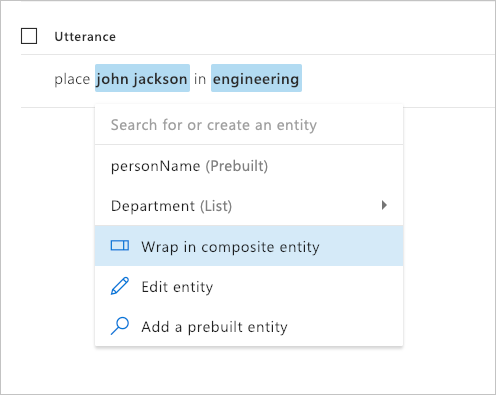 Utterance
place john jackson in engineering
Search for or create an entity
personName (Prebuilt)
Department (List)
Wrap in composite entity
Edit entity
Add a prebuilt entity